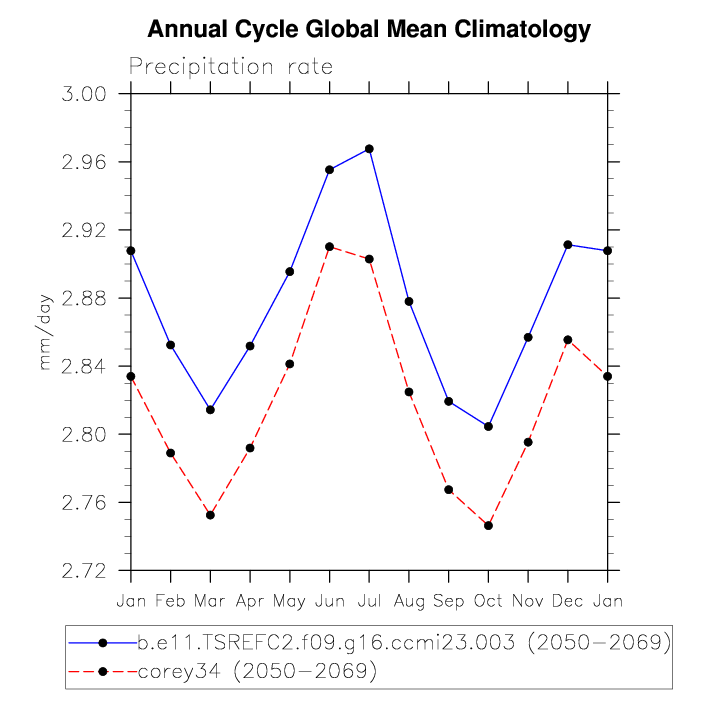 Annual Cycle Global Mean Climatology
Precipitation rate
3.00
2.96
2.92
2.88
2.84
2.80
2.76
2.72
mm/day
Jan Feb Mar Apr May Jun Jul Aug Sep Oct Nov Dec Jan
b.e11.TSREFC2.f09.g16.ccmi23.003 (2050-2069)
corey34 (2050-2069)